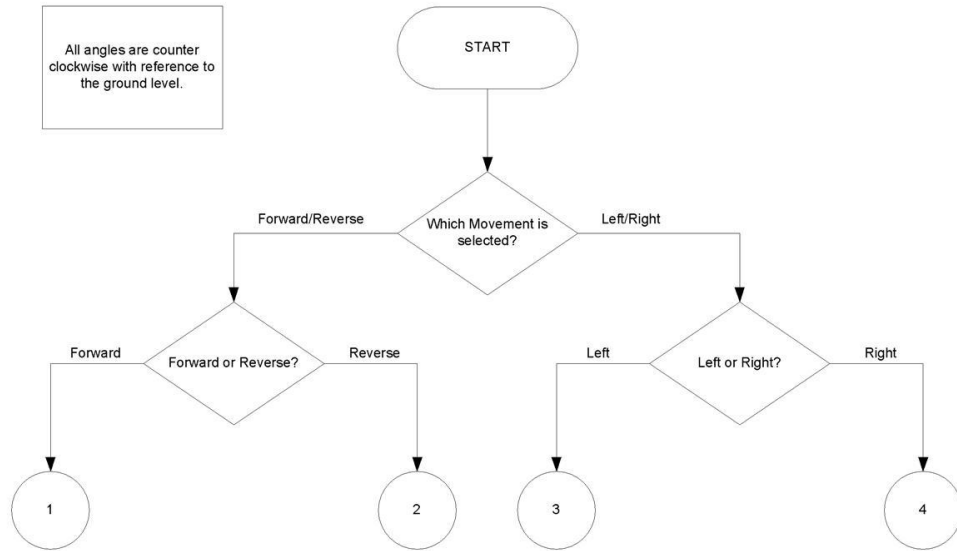 All angles are counter
clockwise with reference to
the ground level.
START
Which Movement is
selected?
Forward/Reverse
Left/Right
Forward or Reverse?
Forward
Reverse
Left or Right?
Left
Right
1
2
3
4